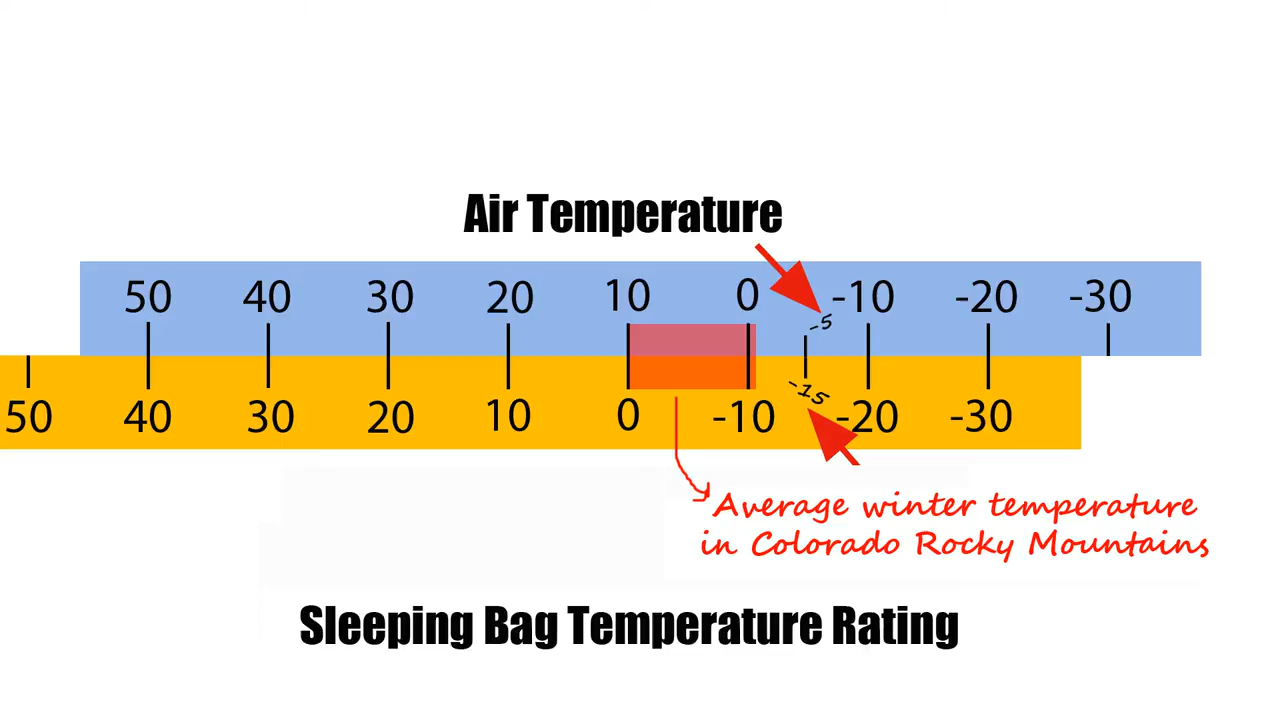 Air Temperature
50 40 30 20 10 0 -10 -20 -30
-5
-15
50 40 30 20 10 0 -10 -20 -30
Average winter temperature
in Colorado Rocky Mountains
Sleeping Bag Temperature Rating